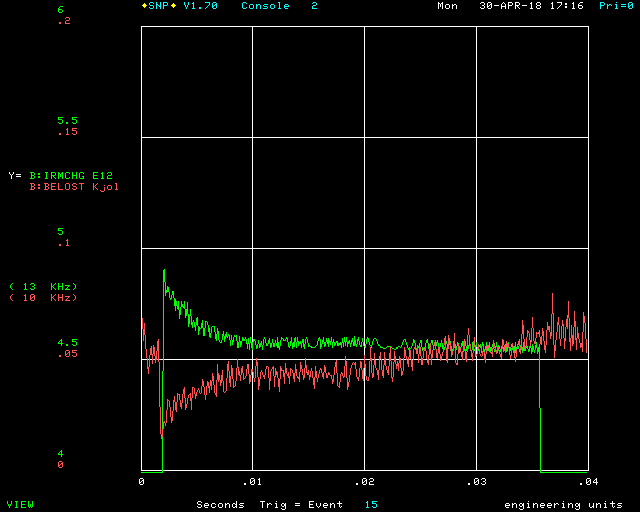 6
.2
◆SNP◆ V1.70 Console 2 Mon 30-APR-18 17:16 Pri=0
5.5
.15
Y= B:IRMCHG E12
B:BELOST Kjol
5
.1
( 13 KHz)
( 10 KHz)
4.5
.05
4
0
0 .01 .02 .03 .04
VIEW Seconds Trig = Event 15 engineering units